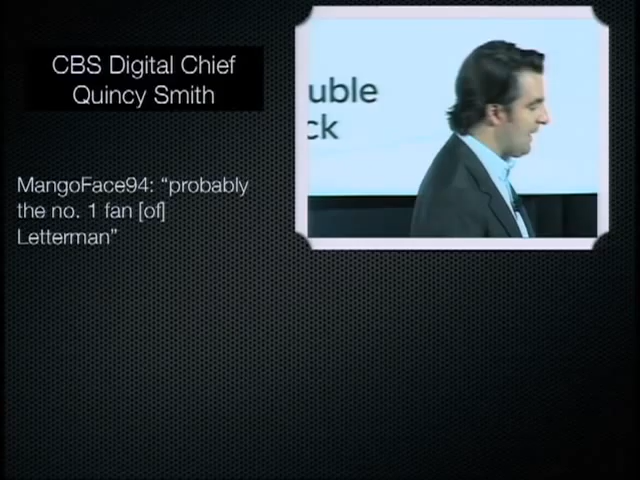 CBS Digital Chief
Quincy Smith
MangoFace94: “probably
the no. 1 fan [of]
Letterman”
uble
ck